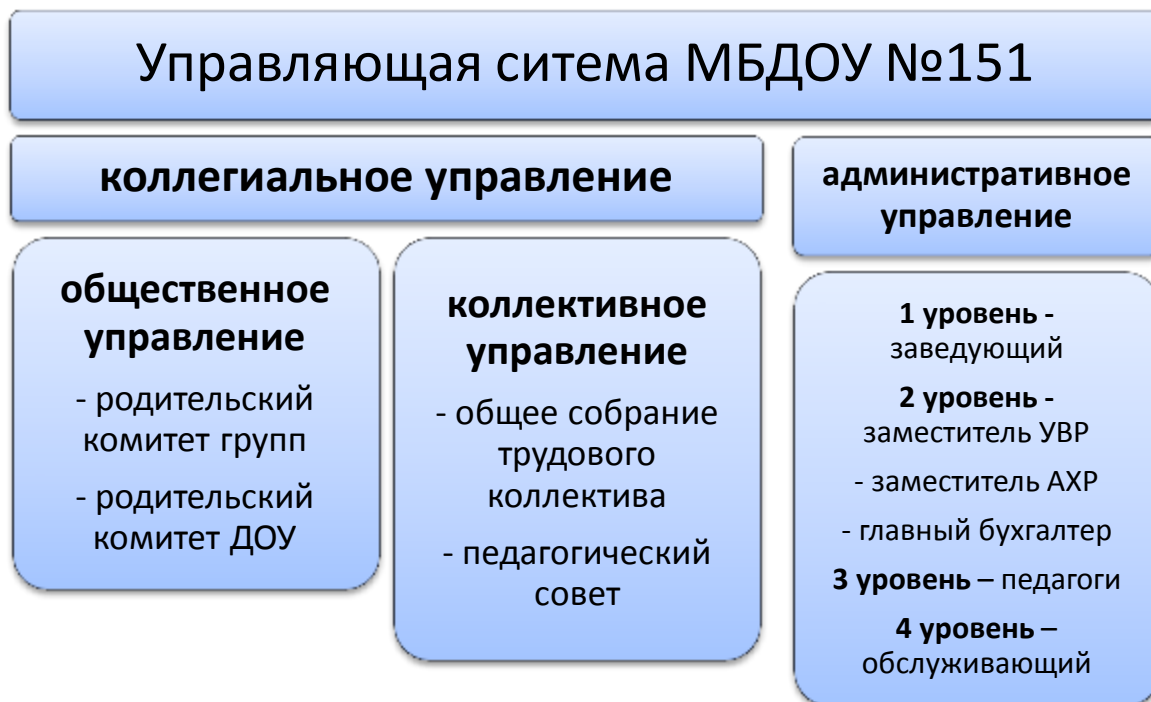 Управляющая ситема МБДОУ №151
коллегиальное управление
административное
управление
общественное
управление
- родительский
комитет групп
- родительский
комитет ДОУ
коллективное
управление
- общее собрание
трудового
коллектива
- педагогический
совет
1 уровень -
заведующий
2 уровень -
заместитель УВР
- заместитель АХР
- главный бухгалтер
3 уровень – педагоги
4 уровень –
обслуживающий